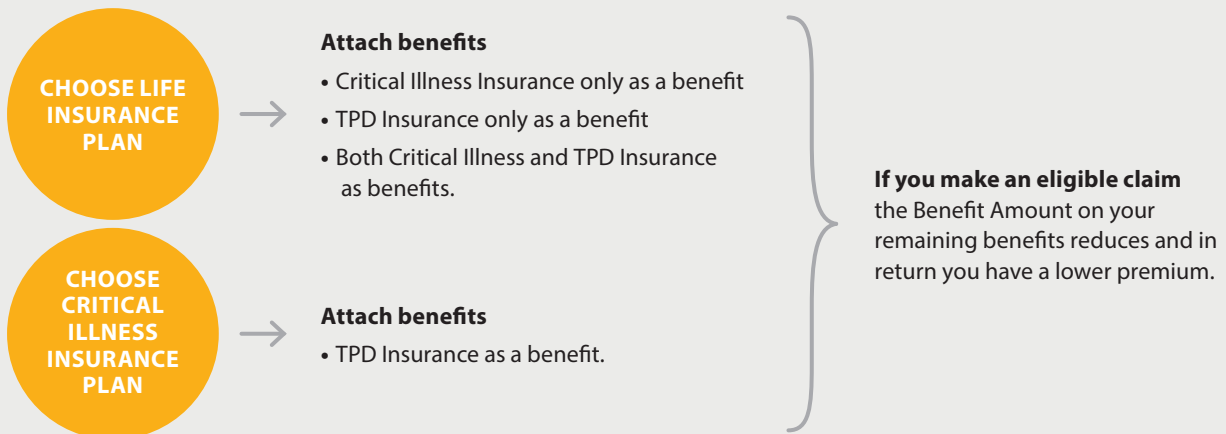 CHOOSE LIFE
INSURANCE
PLAN
Attach benefits
• Critical Illness Insurance only as a benefit
• TPD Insurance only as a benefit
• Both Critical Illness and TPD Insurance
as benefits.
CHOOSE
CRITICAL
ILLNESS
INSURANCE
PLAN
Attach benefits
• TPD Insurance as a benefit.
If you make an eligible claim
the Benefit Amount on your
remaining benefits reduces and in
return you have a lower premium.